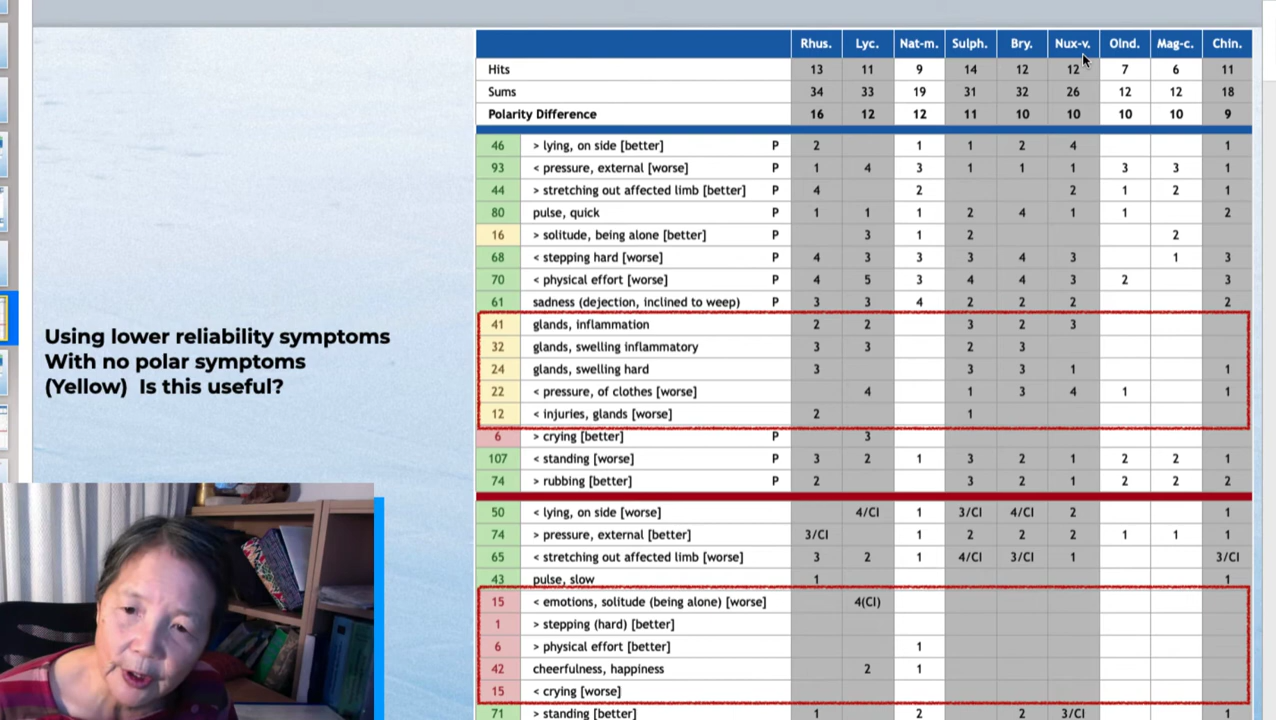 Rhus. Lyc. Nat-m. Sulph. Bry. Nux-v. Olnd. Mag-c. Chin.
Hits 13 11 9 14 12 12 7 6 11
Sums 34 33 19 31 32 26 12 12 18
Polarity Difference 16 12 12 11 10 10 10 10 9
46 > lying, on side [better] P 2 1 1 2 4 1
93 < pressure, external [worse] P 1 4 3 1 1 1 3 3 1
44 > stretching out affected limb [better] P 4 2 2 1 2 1
80 pulse, quick P 1 1 1 2 4 1 1 2
16 > solitude, being alone [better] P 3 1 2 2
68 < stepping hard [worse] P 4 3 3 3 4 3 1 3
70 < physical effort [worse] P 4 5 3 4 4 3 2 3
61 sadness (dejection, inclined to weep) P 3 3 4 2 2 2 2
41 glands, inflammation 2 2 3 2 3
32 glands, swelling inflammatory 3 3 2 3
24 glands, swelling hard 3 3 3 1 1
22 < pressure, of clothes [worse] 4 1 3 4 1 1
12 < injuries, glands [worse] 2 1
6 > crying [better] P 3
107 < standing [worse] P 3 2 1 3 2 1 2 2 1
74 > rubbing [better] P 2 3 2 1 2 2 2
50 < lying, on side [worse] 4/CI 1 3/CI 4/CI 2 1
74 > pressure, external [better] 3/CI 1 2 2 2 1 1 1
65 < stretching out affected limb [worse] 3 2 1 4/CI 3/CI 1 3/CI
43 pulse, slow 1 1
15 < emotions, solitude (being alone) [worse] 4(CI)
1 > stepping (hard) [better]
6 > physical effort [better] 1
42 cheerfulness, happiness 2 1
15 < crying [worse]
71 > standing [better] 1 2 2 3/CI 1
Using lower reliability symptoms
With no polar symptoms
(Yellow) Is this useful?